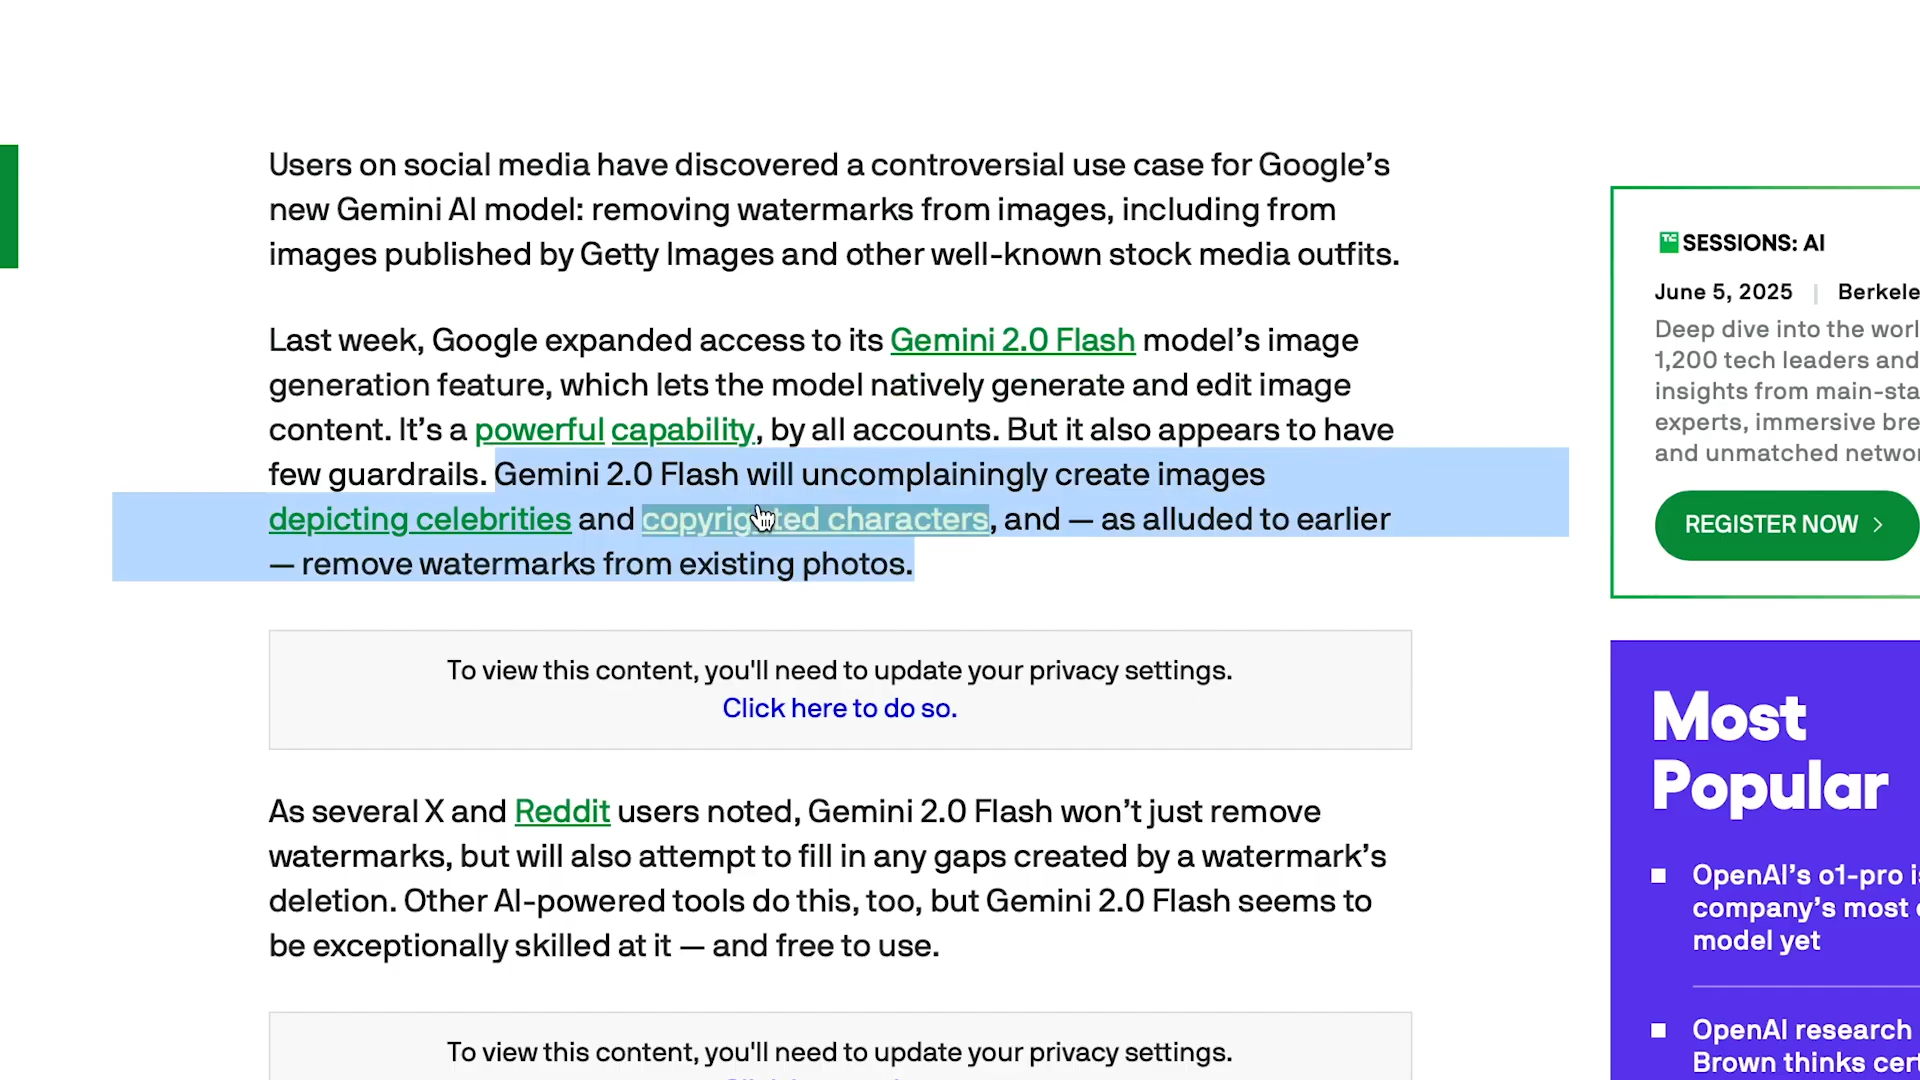 Users on social media have discovered a controversial use case for Google’s
new Gemini AI model: removing watermarks from images, including from
images published by Getty Images and other well-known stock media outfits.
Last week, Google expanded access to its Gemini 2.0 Flash model’s image
generation feature, which lets the model natively generate and edit image
content. It’s a powerful capability, by all accounts. But it also appears to have
few guardrails. Gemini 2.0 Flash will uncomplainingly create images
depicting celebrities and copyrighted characters, and — as alluded to earlier
— remove watermarks from existing photos.
To view this content, you'll need to update your privacy settings.
Click here to do so.
As several X and Reddit users noted, Gemini 2.0 Flash won’t just remove
watermarks, but will also attempt to fill in any gaps created by a watermark’s
deletion. Other AI-powered tools do this, too, but Gemini 2.0 Flash seems to
be exceptionally skilled at it — and free to use.
To view this content, you'll need to update your privacy settings.
TC SESSIONS: AI
June 5, 2025 | Berkele
Deep dive into the worl
1,200 tech leaders and
insights from main-sta
experts, immersive bre
and unmatched netwo
REGISTER NOW
Most
Popular
OpenAI’s o1-pro is
company’s most
model yet
OpenAI research
Brown thinks cert